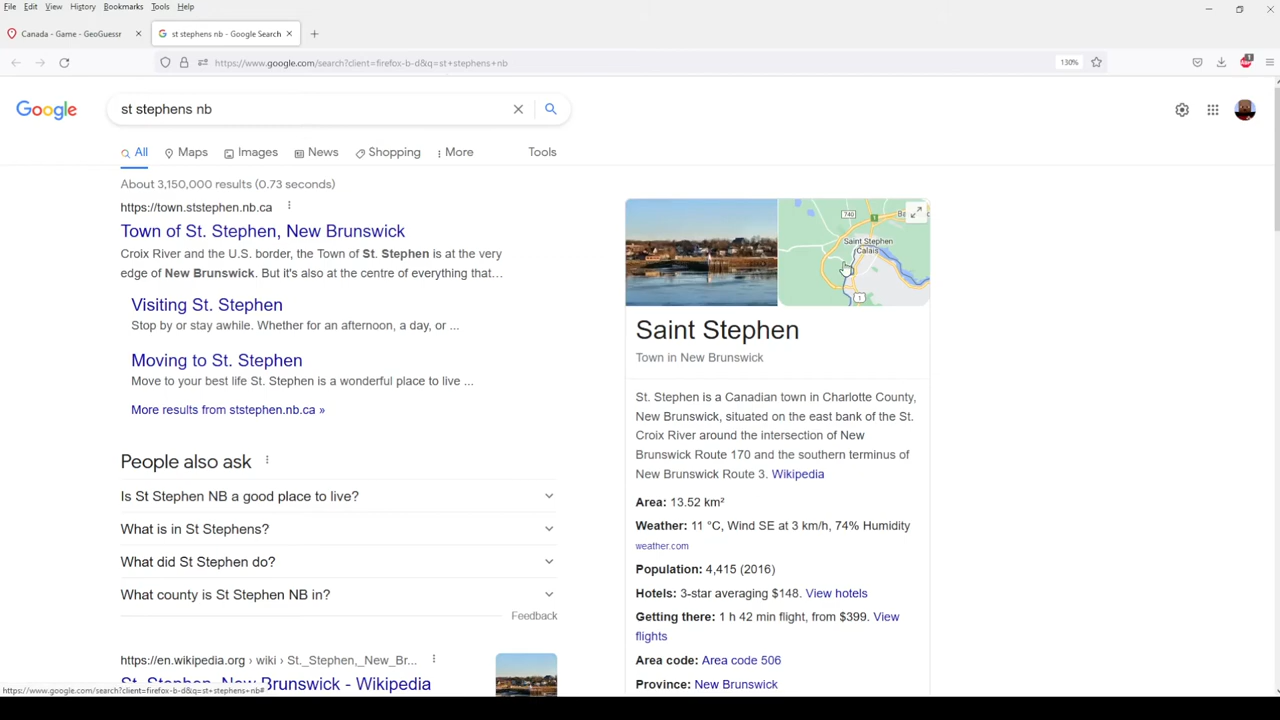 File Edit View History Bookmarks Tools Help
Canada - Game - GeoGuessr
st stephens nb - Google Search
https://www.google.com/search?client=firefox-b-d&q=st+stephens+nb
130%
Google
st stephens nb
All Maps Images News Shopping More Tools
About 3,150,000 results (0.73 seconds)
https://town.ststephen.nb.ca
Town of St. Stephen, New Brunswick
Croix River and the U.S. border, the Town of St. Stephen is at the very
edge of New Brunswick. But it's also at the centre of everything that...
Visiting St. Stephen
Stop by or stay awhile. Whether for an afternoon, a day, or ...
Moving to St. Stephen
Move to your best life St. Stephen is a wonderful place to live ...
More results from ststephen.nb.ca »
People also ask
Is St Stephen NB a good place to live?
What is in St Stephens?
What did St Stephen do?
What county is St Stephen NB in?
Feedback
https://en.wikipedia.org › wiki › St._Stephen,_New_Br...
St. Stephen, New Brunswick - Wikipedia
https://www.google.com/search?client=firefox-b-d&q=st+stephens+nb#
740
1
Saint Stephen
Calais
1
Saint Stephen
Town in New Brunswick
St. Stephen is a Canadian town in Charlotte County,
New Brunswick, situated on the east bank of the St.
Croix River around the intersection of New
Brunswick Route 170 and the southern terminus of
New Brunswick Route 3. Wikipedia
Area: 13.52 km²
Weather: 11 °C, Wind SE at 3 km/h, 74% Humidity
weather.com
Population: 4,415 (2016)
Hotels: 3-star averaging $148. View hotels
Getting there: 1 h 42 min flight, from $399. View
flights
Area code: Area code 506
Province: New Brunswick